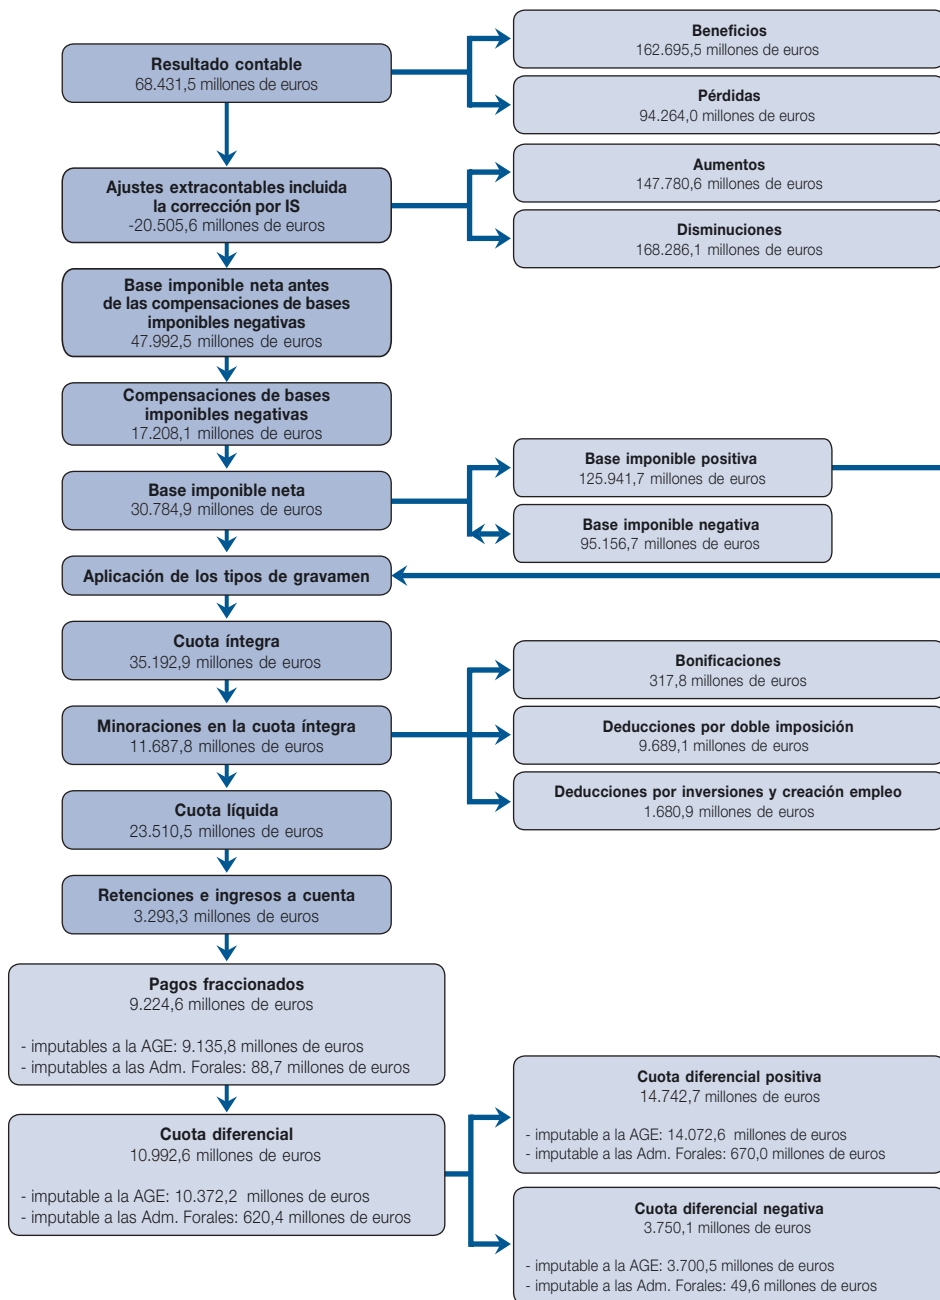 Resultado contable
68.431,5 millones de euros
Beneficios
162.695,5 millones de euros
Pérdidas
94.264,0 millones de euros
Ajustes extracontables incluida
la corrección por IS
-20.505,6 millones de euros
Aumentos
147.780,6 millones de euros
Disminuciones
168.286,1 millones de euros
Base imponible neta antes
de las compensaciones de bases
imponibles negativas
47.992,5 millones de euros
Compensaciones de bases
imponibles negativas
17.208,1 millones de euros
Base imponible neta
30.784,9 millones de euros
Base imponible positiva
125.941,7 millones de euros
Base imponible negativa
95.156,7 millones de euros
Aplicación de los tipos de gravamen
Cuota íntegra
35.192,9 millones de euros
Minoraciones en la cuota íntegra
11.687,8 millones de euros
Bonificaciones
317,8 millones de euros
Deducciones por doble imposición
9.689,1 millones de euros
Deducciones por inversiones y creación empleo
1.680,9 millones de euros
Cuota líquida
23.510,5 millones de euros
Retenciones e ingresos a cuenta
3.293,3 millones de euros
Pagos fraccionados
9.224,6 millones de euros
- imputables a la AGE: 9.135,8 millones de euros
- imputables a las Adm. Forales: 88,7 millones de euros
Cuota diferencial
10.992,6 millones de euros
- imputable a la AGE: 10.372,2 millones de euros
- imputable a las Adm. Forales: 620,4 millones de euros
Cuota diferencial positiva
14.742,7 millones de euros
- imputable a la AGE: 14.072,6 millones de euros
- imputable a las Adm. Forales: 670,0 millones de euros
Cuota diferencial negativa
3.750,1 millones de euros
- imputable a la AGE: 3.700,5 millones de euros
- imputable a las Adm. Forales: 49,6 millones de euros